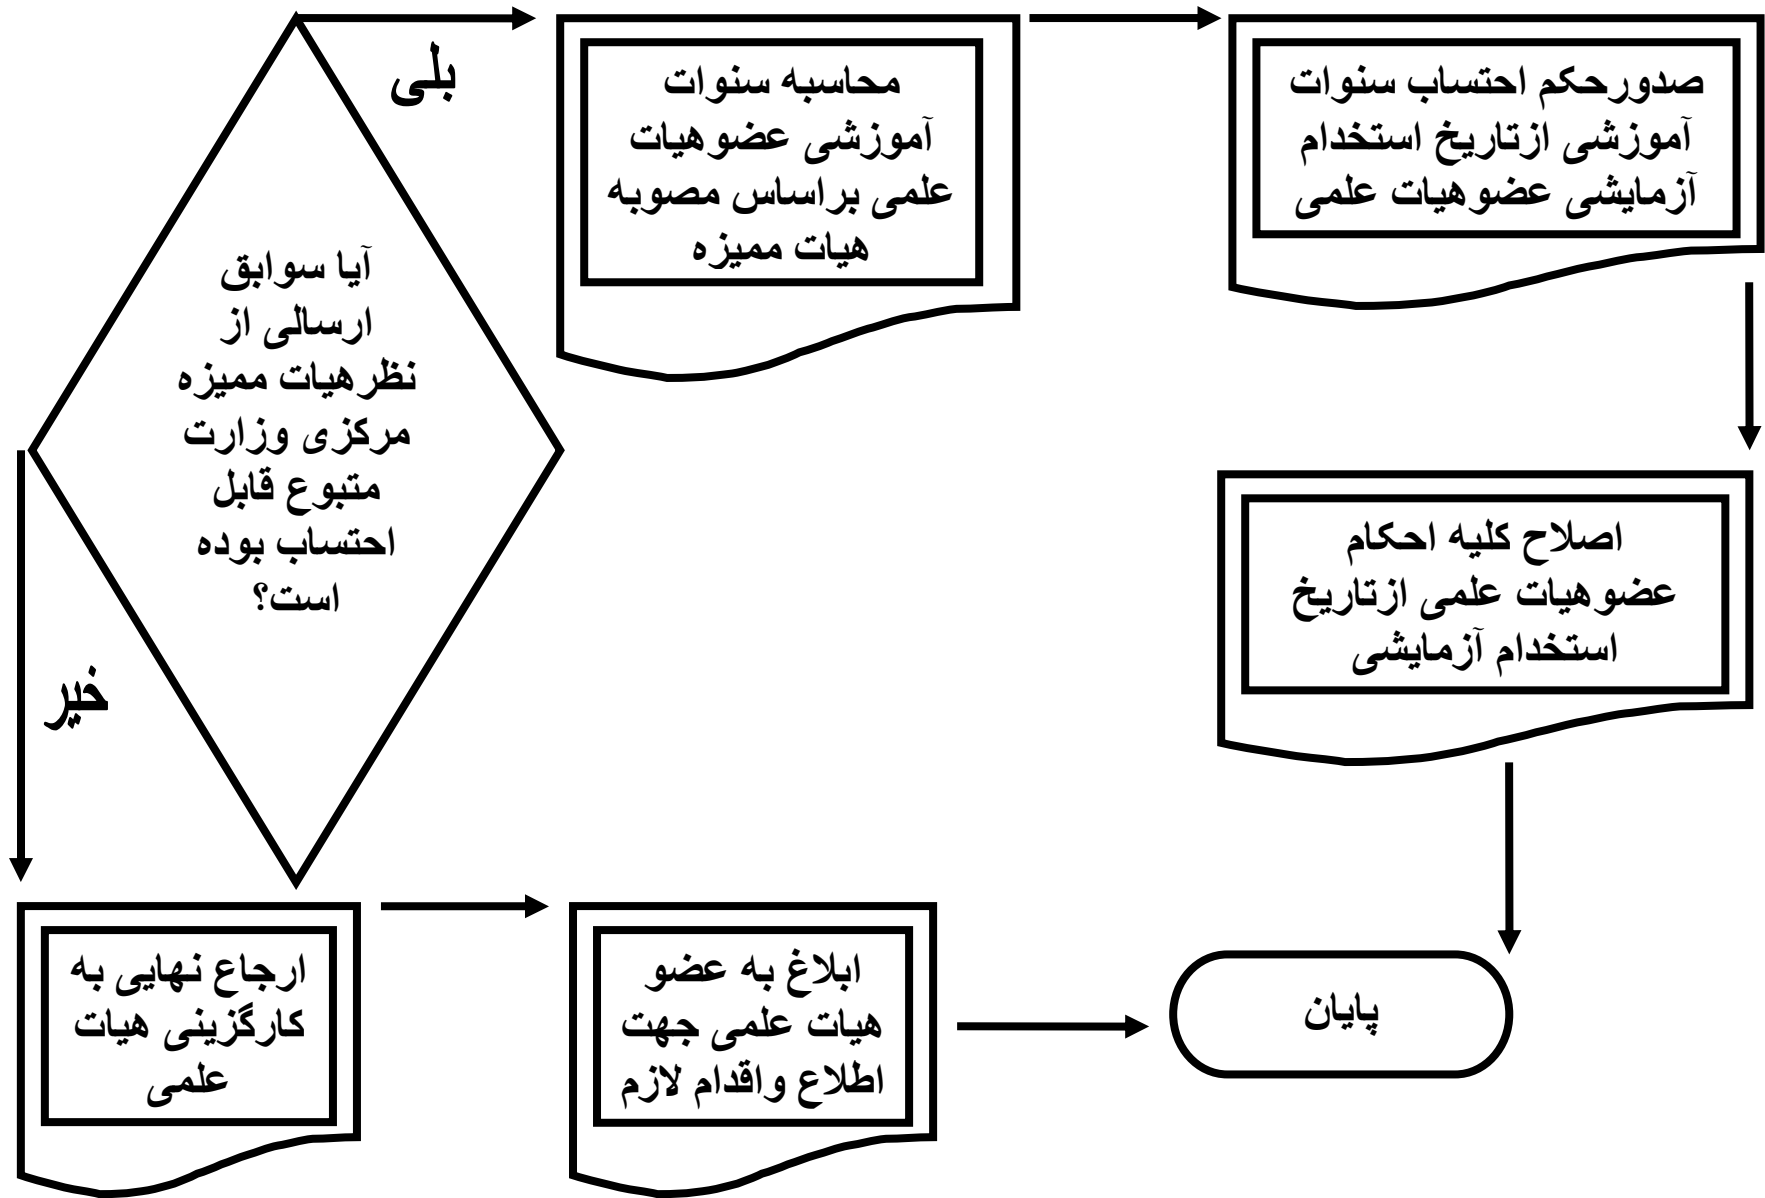 آیا سوابق
ارسالی از
نظرهیات ممیزه
مرکزی وزارت
متبوع قابل
احتساب بوده
است؟
بلی
محاسبه سنوات
آموزشی عضوهیات
علمی براساس مصوبه
هیات ممیزه
صدورحکم احتساب سنوات
آموزشی ازتاریخ استخدام
آزمایشی عضوهیات علمی
اصلاح کلیه احکام
عضوهیات علمی ازتاریخ
استخدام آزمایشی
خیر
ارجاع نهایی به
کارگزینی هیات
علمی
ابلاغ به عضو
هیات علمی جهت
اطلاع واقدام لازم
پایان